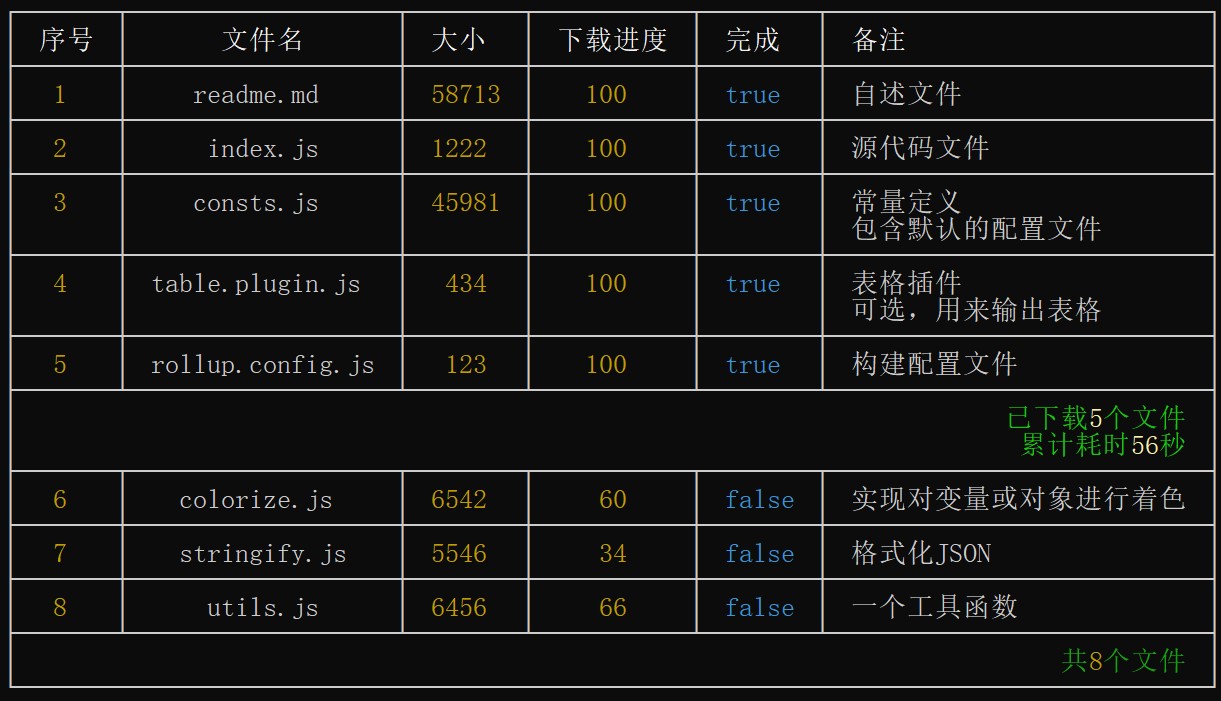 序号 文件名 大小 下载进度 完成 备注
1 readme.md 58713 100 true 自述文件
2 index.js 1222 100 true 源代码文件
3 consts.js 45981 100 true 常量定义
包含默认的配置文件
4 table.plugin.js 434 100 true 表格插件
可选，用来输出表格
5 rollup.config.js 123 100 true 构建配置文件
已下载5个文件
累计耗时56秒
6 colorize.js 6542 60 false 实现对变量或对象进行着色
7 stringify.js 5546 34 false 格式化JSON
8 utils.js 6456 66 false 一个工具函数
共8个文件